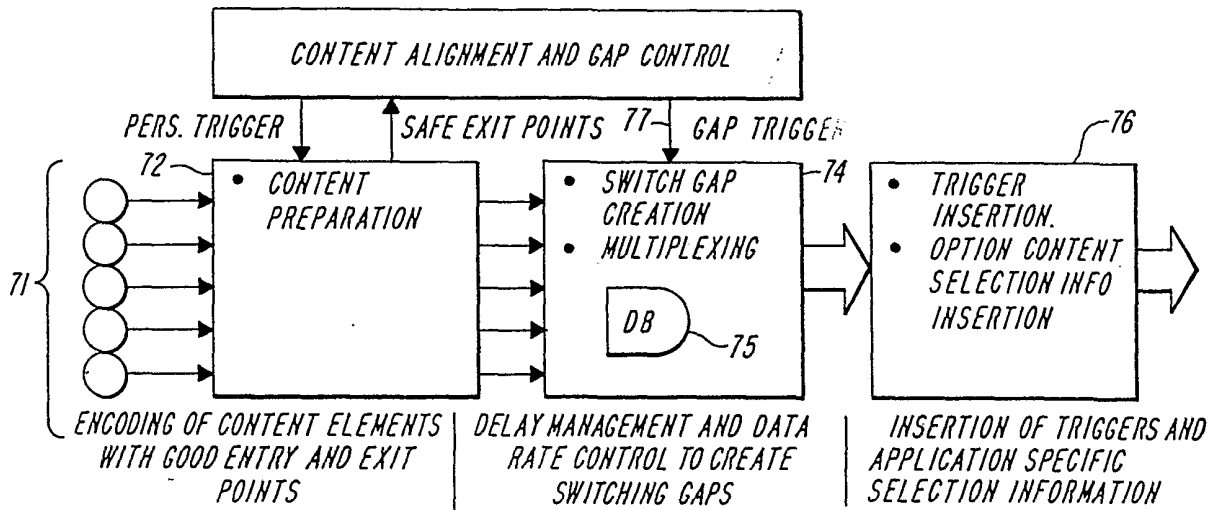 CONTENT ALIGNMENT AND GAP CONTROL
PERS. TRIGGER
SAFE EXIT POINTS
77
GAP TRIGGER
76
72
74
• CONTENT
PREPARATION
• SWITCH GAP
CREATION
• MULTIPLEXING
• TRIGGER
INSERTION.
• OPTION CONTENT
SELECTION INFO
INSERTION
71
DB
75
ENCODING OF CONTENT ELEMENTS
WITH GOOD ENTRY AND EXIT
POINTS
DELAY MANAGEMENT AND DATA
RATE CONTROL TO CREATE
SWITCHING GAPS
INSERTION OF TRIGGERS AND
APPLICATION SPECIFIC
SELECTION INFORMATION